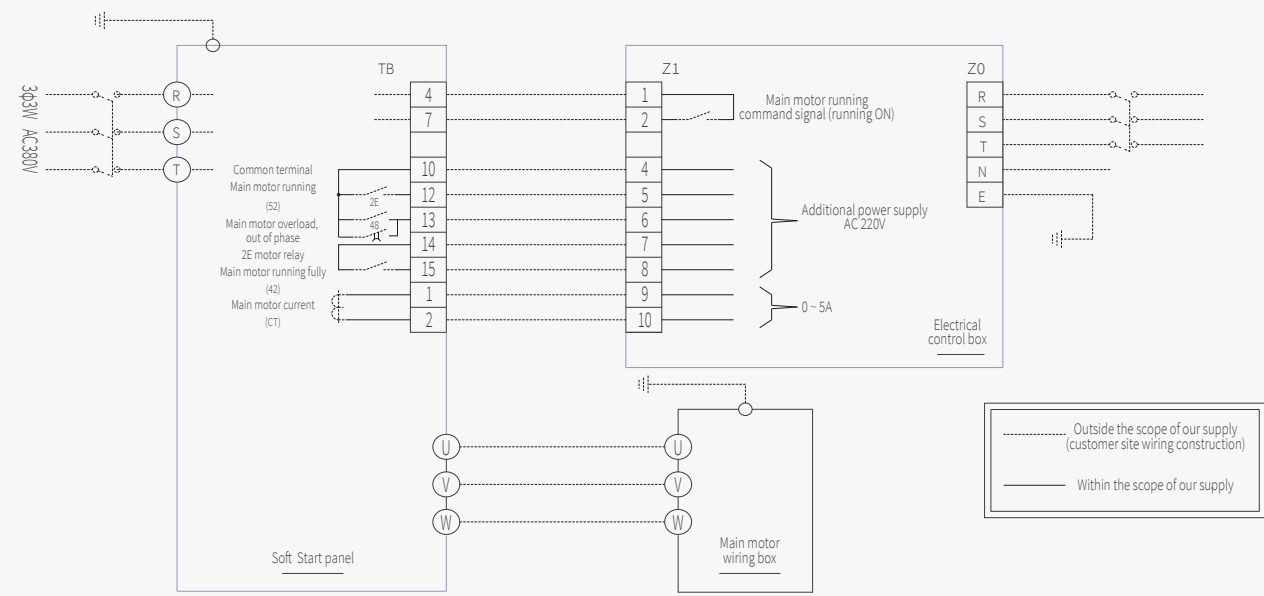 3ϕ3W AC380V
R
S
T
TB
4
7
10
12
13
14
15
1
2
Common terminal
Main motor running
(52)
Main motor overload,
out of phase
2E motor relay
Main motor running fully
(42)
Main motor current
(CT)
2E
48
U
V
W
Soft Start panel
Z1
1
2
4
5
6
7
8
9
10
Main motor running
command signal (running ON)
Additional power supply
AC 220V
0 ~ 5A
Electrical
control box
Z0
R
S
T
N
E
U
V
W
Main motor
wiring box
Outside the scope of our supply
(customer site wiring construction)
Within the scope of our supply